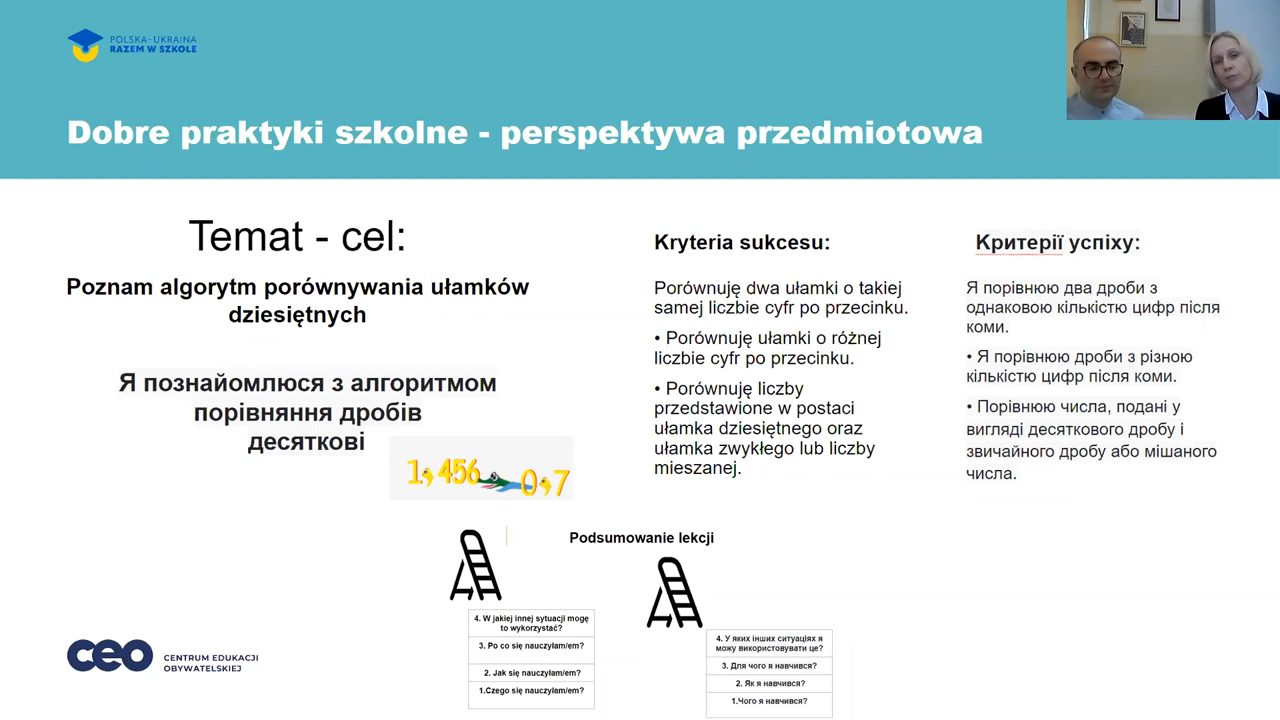 POLSKA-UKRAINA
RAZEM W SZKOLE
Dobre praktyki szkolne - perspektywa przedmiotowa
Temat - cel:
Poznam algorytm porównywania ułamków
dziesiętnych
Я познайомлюся з алгоритмом
порівняння дробів
десяткові
1,456
0,7
Kryteria sukcesu:
Porównuję dwa ułamki o takiej
samej liczbie cyfr po przecinku.
• Porównuję ułamki o różnej
liczbie cyfr po przecinku.
• Porównuję liczby
przedstawione w postaci
ułamka dziesiętnego oraz
ułamka zwykłego lub liczby
mieszanej.
Критерії успіху:
Я порівнюю два дроби з
однаковою кількістю цифр після
коми.
• Я порівнюю дроби з різною
кількістю цифр після коми.
• Порівнюю числа, подані у
вигляді десяткового дробу і
звичайного дробу або мішаного
числа.
Podsumowanie lekcji
4. W jakiej innej sytuacji mogę
to wykorzystać?
3. Po co się nauczyłam/em?
2. Jak się nauczyłam/em?
1.Czego się nauczyłam/em?
4. У яких інших ситуаціях я
можу використовувати це?
3. Для чого я навчився?
2. Як я навчився?
1.Чого я навчився?
ceo
CENTRUM EDUKACJI
OBYWATELSKIEJ